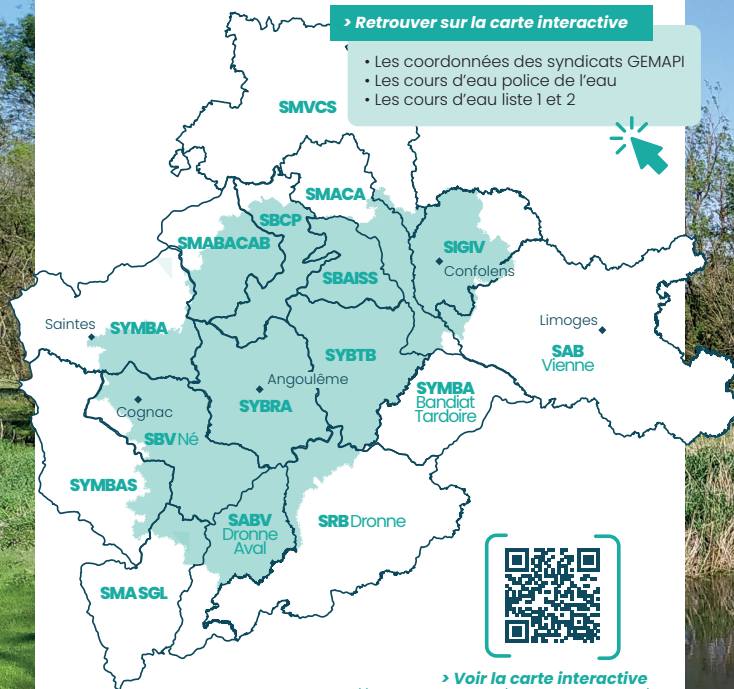 > Retrouver sur la carte interactive
• Les coordonnées des syndicats GEMAPI
• Les cours d'eau police de l'eau
• Les cours d'eau liste 1 et 2
SMVCS
SMACA
SBCP
SMABACAB
SIGIV
Confolens
SBAISS
Saintes
SYMBA
Limoges
SAB
Vienne
SYBTB
Angoulême
SYBRA
SYMBA
Bandiat
Tardoire
Cognac
SBV Né
SYMBAS
SABV
Dronne
Aval
SRB Dronne
SMASGL
> Voir la carte interactive